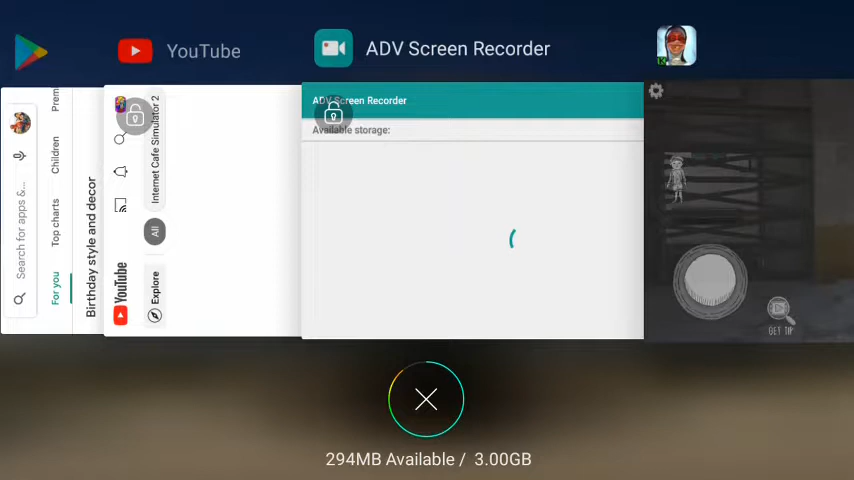 YouTube
ADV Screen Recorder
Search for apps &...
For you
Top charts
Children
Premi
Birthday style and decor
YouTube
Explore
All
Internet Cafe Simulator 2
ADV Screen Recorder
Available storage:
GET TIP
294MB Available / 3.00GB